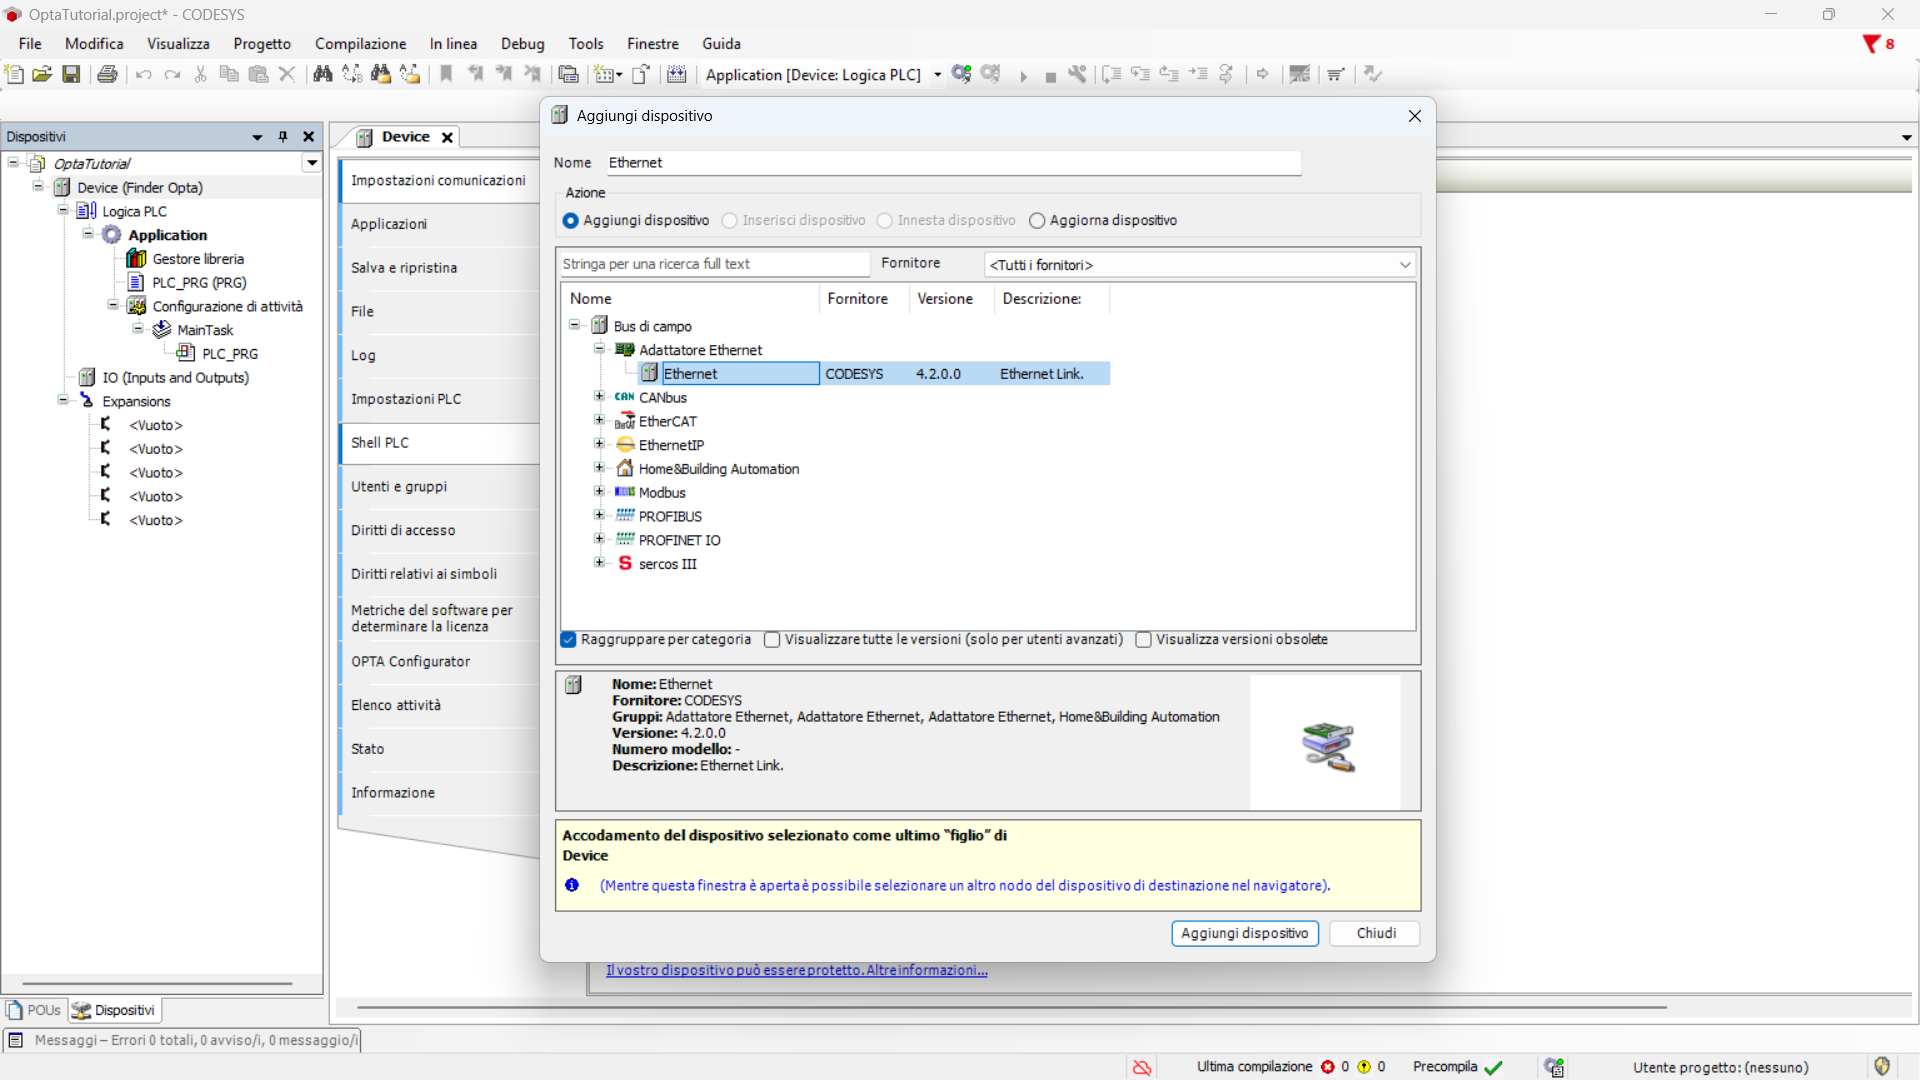 OptaTutorial.project* - CODESYS
File Modifica Visualizza Progetto Compilazione In linea Debug Tools Finestre Guida
8
Application [Device: Logica PLC]
Dispositivi
OptaTutorial
Device (Finder Opta)
Logica PLC
Application
Gestore libreria
PLC_PRG (PRG)
Configurazione di attività
MainTask
PLC_PRG
IO (Inputs and Outputs)
Expansions
<Vuoto>
<Vuoto>
<Vuoto>
<Vuoto>
<Vuoto>
POUs Dispositivi
Device
Impostazioni comunicazioni
Applicazioni
Salva e ripristina
File
Log
Impostazioni PLC
Shell PLC
Utenti e gruppi
Diritti di accesso
Diritti relativi ai simboli
Metriche del software per
determinare la licenza
OPTA Configurator
Elenco attività
Stato
Informazione
Aggiungi dispositivo
Nome Ethernet
Azione
Aggiungi dispositivo Inserisci dispositivo Innesta dispositivo Aggiorna dispositivo
Stringa per una ricerca full text Fornitore <Tutti i fornitori>
Nome Fornitore Versione Descrizione:
Bus di campo
Adattatore Ethernet
Ethernet CODESYS 4.2.0.0 Ethernet Link.
CAN CANbus
EtherCAT
EthernetIP
Home&Building Automation
Modbus
PROFIBUS
PROFINET IO
S sercos III
Raggruppare per categoria Visualizzare tutte le versioni (solo per utenti avanzati) Visualizza versioni obsolete
Nome: Ethernet
Fornitore: CODESYS
Gruppi: Adattatore Ethernet, Adattatore Ethernet, Adattatore Ethernet, Home&Building Automation
Versione: 4.2.0.0
Numero modello: -
Descrizione: Ethernet Link.
Accodamento del dispositivo selezionato come ultimo "figlio" di
Device
(Mentre questa finestra è aperta è possibile selezionare un altro nodo del dispositivo di destinazione nel navigatore).
Aggiungi dispositivo Chiudi
Il vostro dispositivo può essere protetto. Altre informazioni...
Messaggi – Errori 0 totali, 0 avviso/i, 0 messaggio/i
Ultima compilazione 0 0 Precompila Utente progetto: (nessuno)